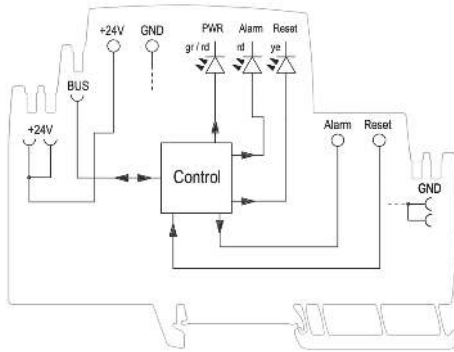 PWR Alarm Reset
+24V GND
gr / rd rd ye
BUS
+24V
Alarm Reset
Control
GND